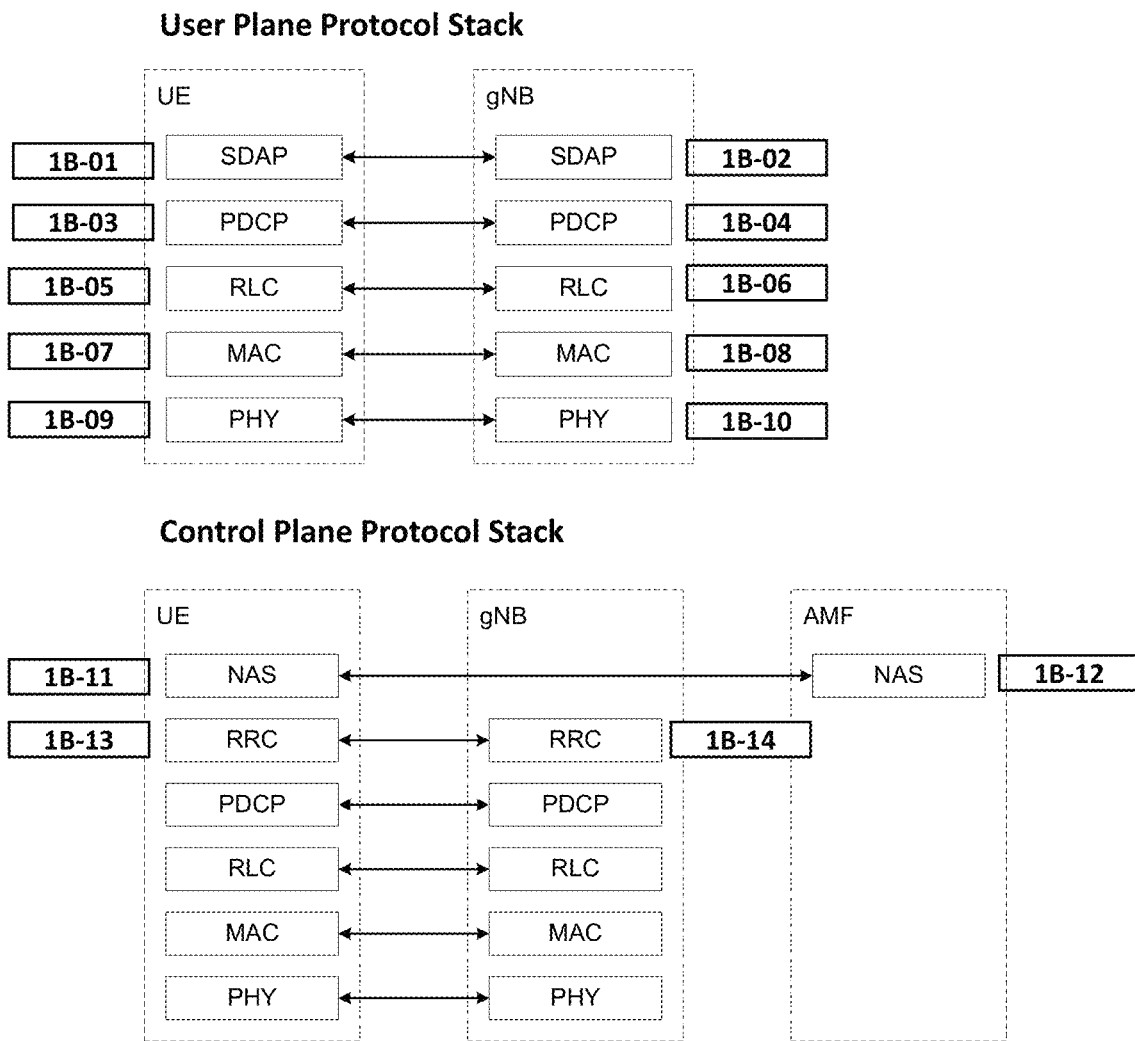 User Plane Protocol Stack
UE gNB
1B-01 SDAP SDAP 1B-02
1B-03 PDCP PDCP 1B-04
1B-05 RLC RLC 1B-06
1B-07 MAC MAC 1B-08
1B-09 PHY PHY 1B-10
Control Plane Protocol Stack
UE gNB AMF
1B-11 NAS NAS 1B-12
1B-13 RRC RRC 1B-14
PDCP PDCP
RLC RLC
MAC MAC
PHY PHY